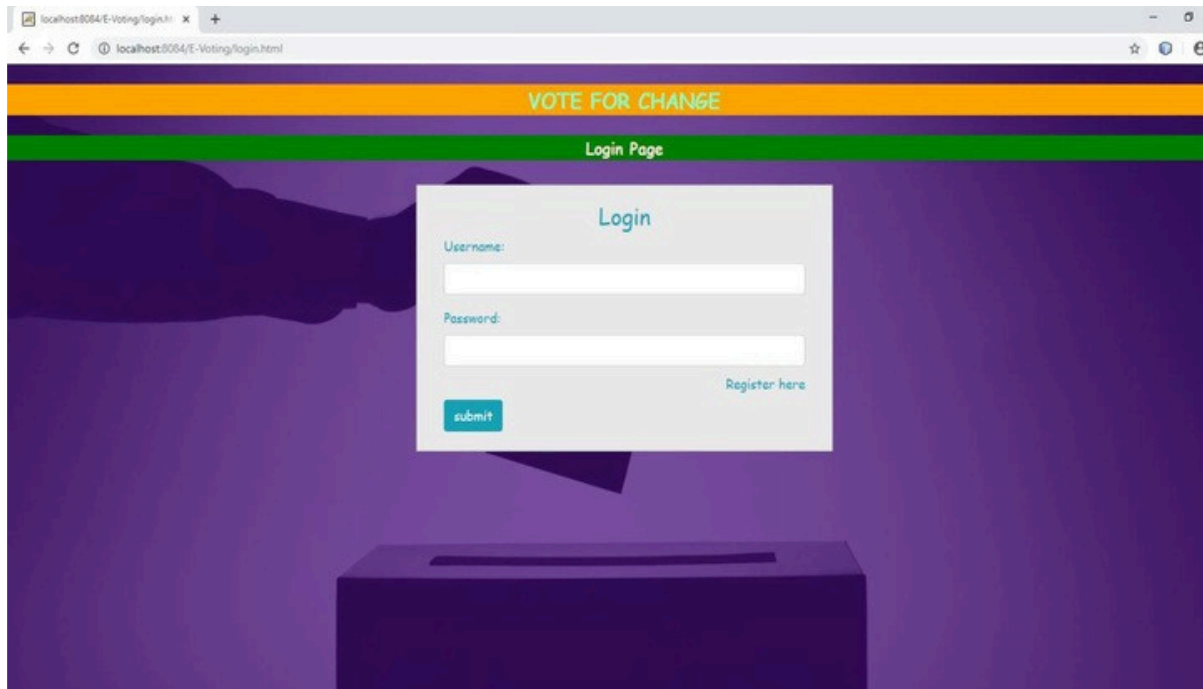 localhost:8084/E-Voting/login.h
localhost:8084/E-Voting/login.html
VOTE FOR CHANGE
Login Page
Login
Username:
Password:
Register here
submit